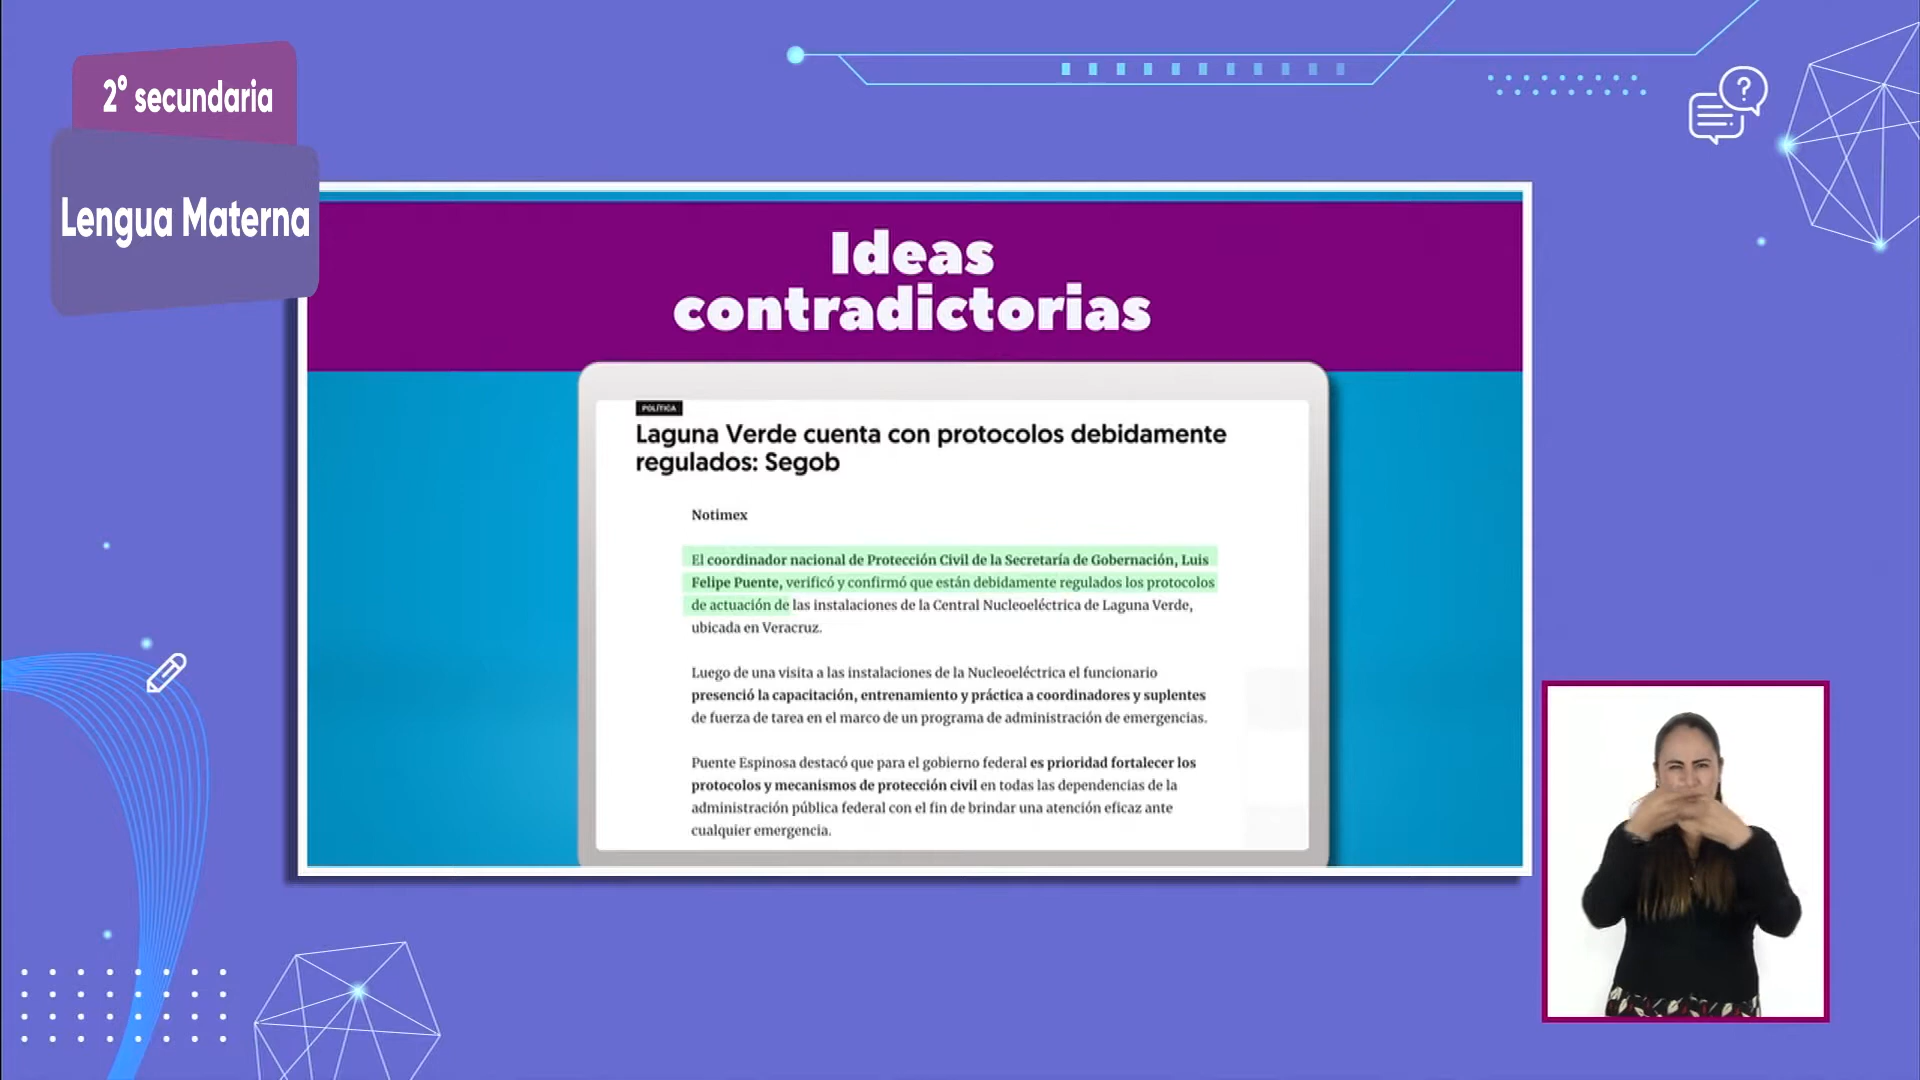 2º secundaria
Lengua Materna
Ideas
contradictorias
POLÍTICA
Laguna Verde cuenta con protocolos debidamente
regulados: Segob
Notimex
El coordinador nacional de Protección Civil de la Secretaría de Gobernación, Luis
Felipe Puente, verificó y confirmó que están debidamente regulados los protocolos
de actuación de las instalaciones de la Central Nucleoeléctrica de Laguna Verde,
ubicada en Veracruz.
Luego de una visita a las instalaciones de la Nucleoeléctrica el funcionario
presenció la capacitación, entrenamiento y práctica a coordinadores y suplentes
de fuerza de tarea en el marco de un programa de administración de emergencias.
Puente Espinosa destacó que para el gobierno federal es prioridad fortalecer los
protocolos y mecanismos de protección civil en todas las dependencias de la
administración pública federal con el fin de brindar una atención eficaz ante
cualquier emergencia.
?